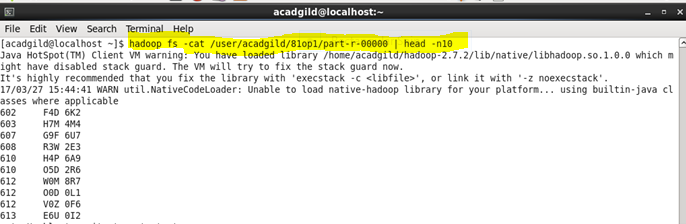 acadgild@localhost:~
File Edit View Search Terminal Help
[acadgild@localhost ~]$ hadoop fs -cat /user/acadgild/81op1/part-r-00000 | head -n10
Java HotSpot(TM) Client VM warning: You have loaded library /home/acadgild/hadoop-2.7.2/lib/native/libhadoop.so.1.0.0 which m
ight have disabled stack guard. The VM will try to fix the stack guard now.
It's highly recommended that you fix the library with 'execstack -c <libfile>', or link it with '-z noexecstack'.
17/03/27 15:44:41 WARN util.NativeCodeLoader: Unable to load native-hadoop library for your platform... using builtin-java cl
asses where applicable
602 F4D 6K2
603 H7M 4M4
607 G9F 6U7
608 R3W 2E3
610 H4P 6A9
610 O5D 2R6
612 W0M 8R7
612 O0D 0L1
612 V0Z 0F6
613 E6U 0I2